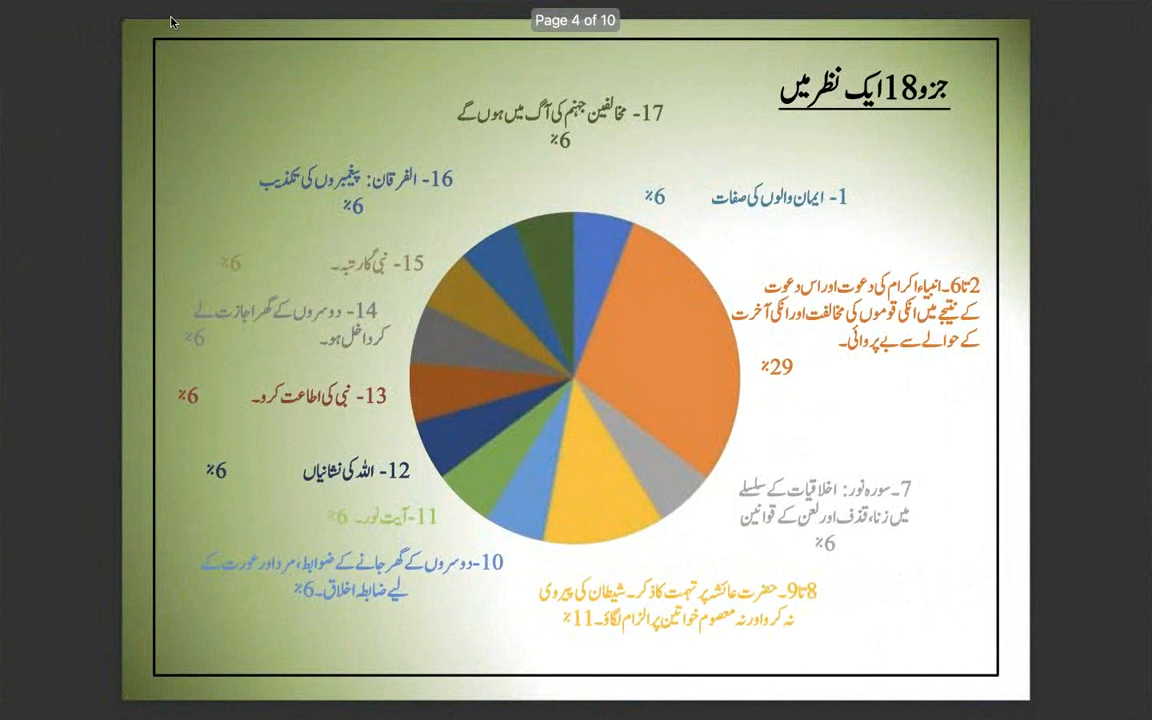 Page 4 of 10
جزو18ایک نظر میں
17- مخالفین جہنم کی آگ میں ہوں گے
٪6
16- الفرقان: پیغمبروں کی تکذیب
٪6
1- ایمان والوں کی صفات ٪6
15- نبیؐ کا رتبہ۔ ٪6
2تا6۔انبیاء اکرام کی دعوت اور اس دعوت
کے نتیجے میں انکی قوموں کی مخالفت اور انکی آخرت
کے حوالے سے بے پروائی۔
٪29
14- دوسروں کے گھر اجازت لے
کر داخل ہو۔ ٪6
13- نبی کی اطاعت کرو۔ ٪6
12- اللہ کی نشانیاں ٪6
7۔سورہ نور: اخلاقیات کے سلسلے
میں زنا،قذف اور لعن کے قوانین
٪6
11-آیت نور۔ ٪6
10-دوسروں کے گھر جانے کے ضوابط،مرد اور عورت کے
لیے ضابطہ اخلاق۔٪6
8تا9۔حضرت عائشہ پر تہمت کا ذکر۔شیطان کی پیروی
نہ کرو اور نہ معصوم خواتین پر الزام لگاؤ۔٪11